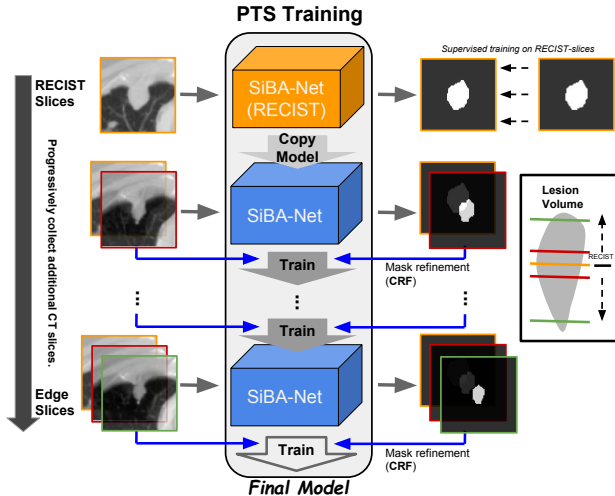 PTS Training
Supervised training on RECIST-slices
RECIST
Slices
SiBA-Net
(RECIST)
Copy
Model
Progressively collect additional CT slices.
SiBA-Net
Lesion
Volume
RECIST
Train
Mask refinement
(CRF)
...
...
...
Train
SiBA-Net
Edge
Slices
Train
Mask refinement
(CRF)
Final Model